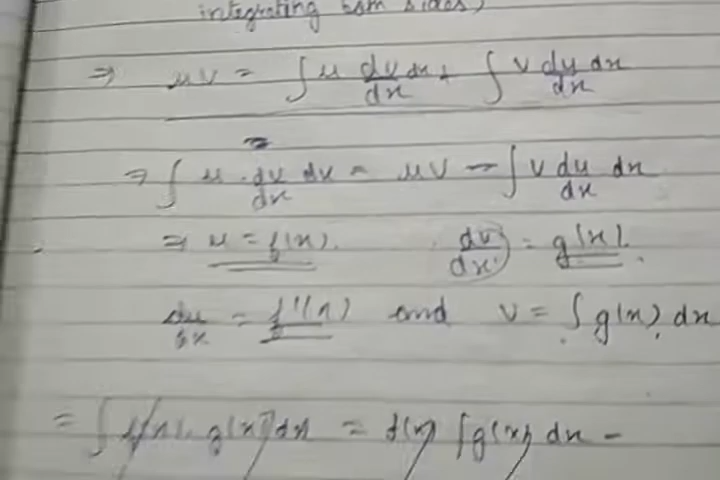 integrating both sides,
⇒ uv = ∫ u dv/dx dx + ∫ v du/dx dx
⇒ ∫ u . dv/dx dx = uv − ∫ v du/dx dx
⇒ u = f(x). dv/dx = g(x).
du/dx = f'(x) and v = ∫ g(x) dx
= ∫ f(x). g(x) dx = f(x) ∫ g(x) dx −